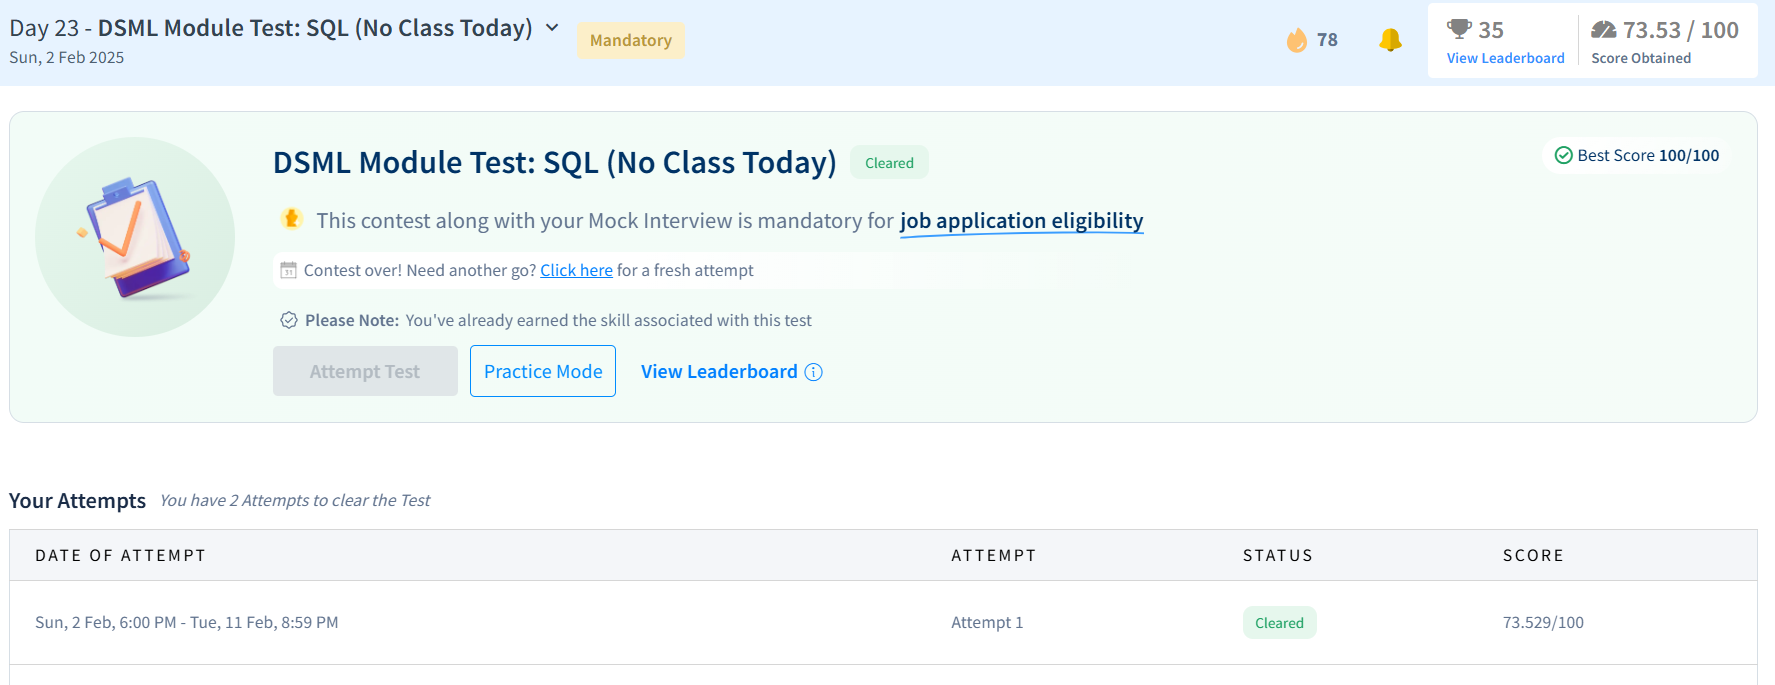 Day 23 - DSML Module Test: SQL (No Class Today)
Mandatory
Sun, 2 Feb 2025
78
35
View Leaderboard
73.53 / 100
Score Obtained
DSML Module Test: SQL (No Class Today)
Cleared
Best Score 100/100
This contest along with your Mock Interview is mandatory for job application eligibility
31
Contest over! Need another go? Click here for a fresh attempt
Please Note: You've already earned the skill associated with this test
Attempt Test
Practice Mode
View Leaderboard
Your Attempts
You have 2 Attempts to clear the Test
DATE OF ATTEMPT
ATTEMPT
STATUS
SCORE
Sun, 2 Feb, 6:00 PM - Tue, 11 Feb, 8:59 PM
Attempt 1
Cleared
73.529/100